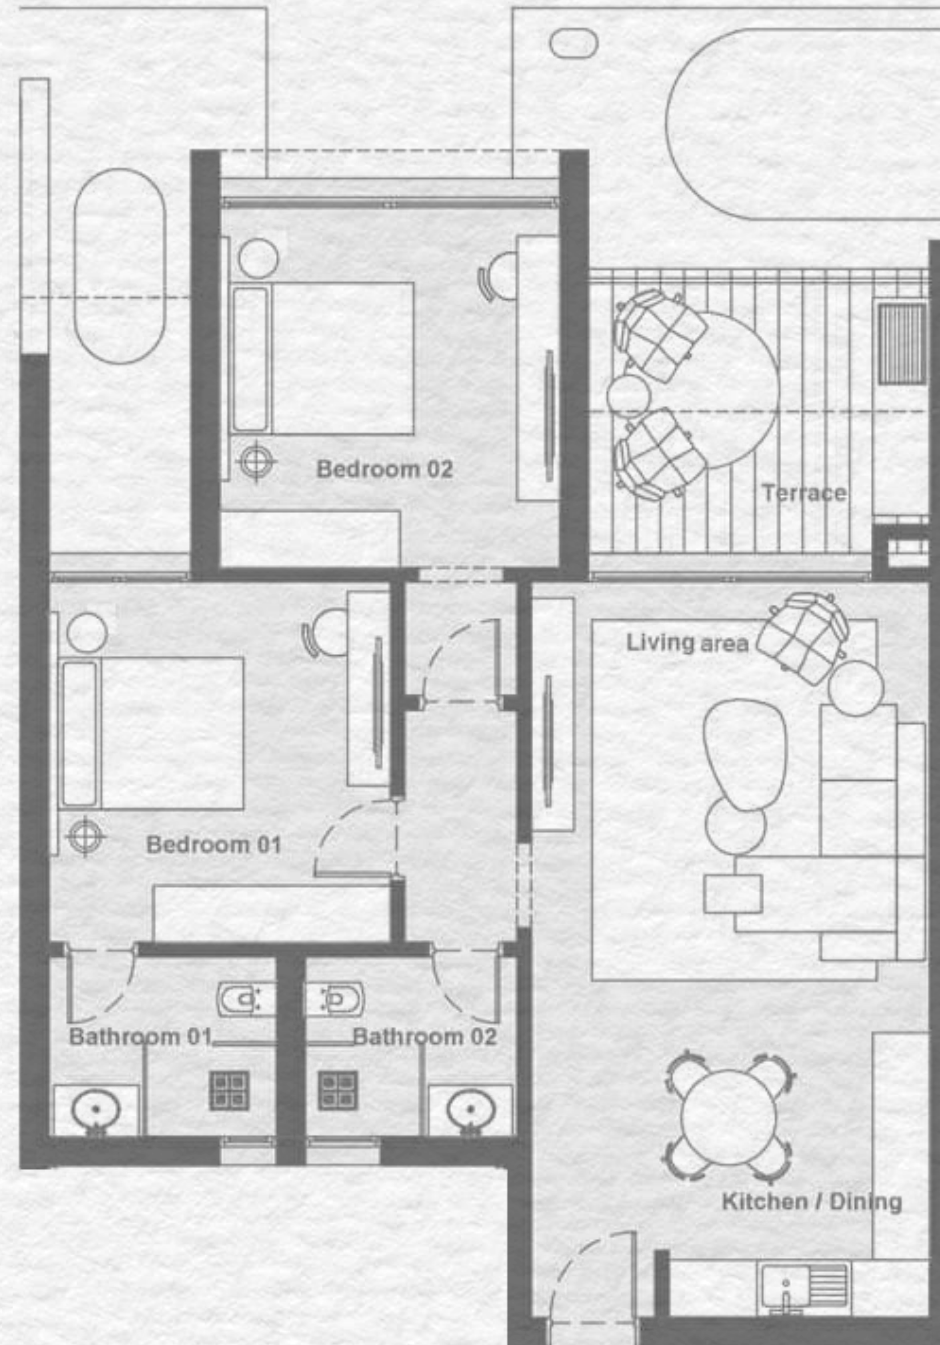 Bedroom 02
Terrace
Living area
Bedroom 01
Bathroom 01
Bathroom 02
Kitchen / Dining